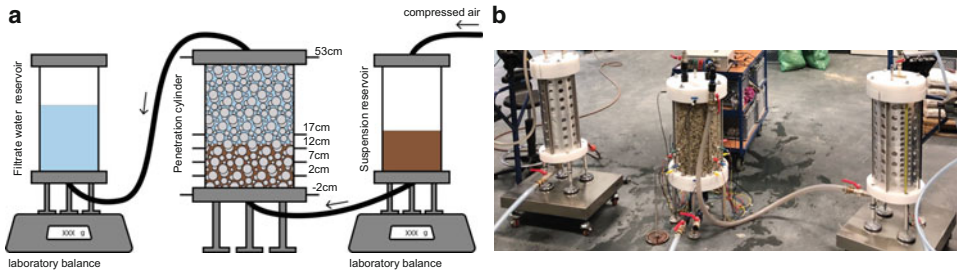 a
compressed air
b
53cm
Filtrate water reservoir
Penetration cylinder
Suspension reservoir
17cm
12cm
7cm
2cm
-2cm
xxx g
xxx g
laboratory balance
laboratory balance